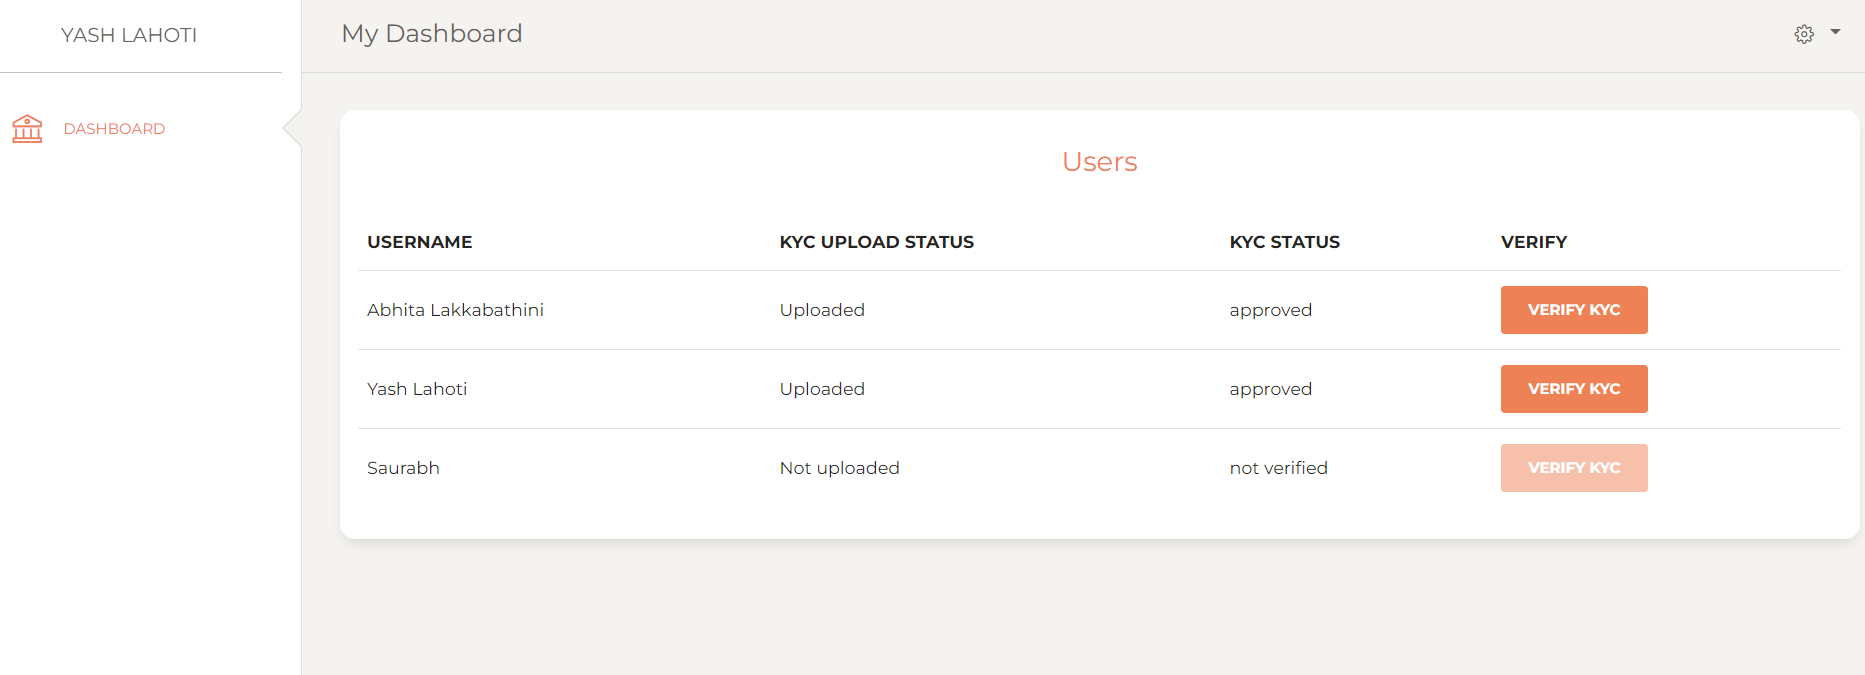 YASH LAHOTI
My Dashboard
DASHBOARD
Users
USERNAME KYC UPLOAD STATUS KYC STATUS VERIFY
Abhita Lakkabathini Uploaded approved VERIFY KYC
Yash Lahoti Uploaded approved VERIFY KYC
Saurabh Not uploaded not verified VERIFY KYC